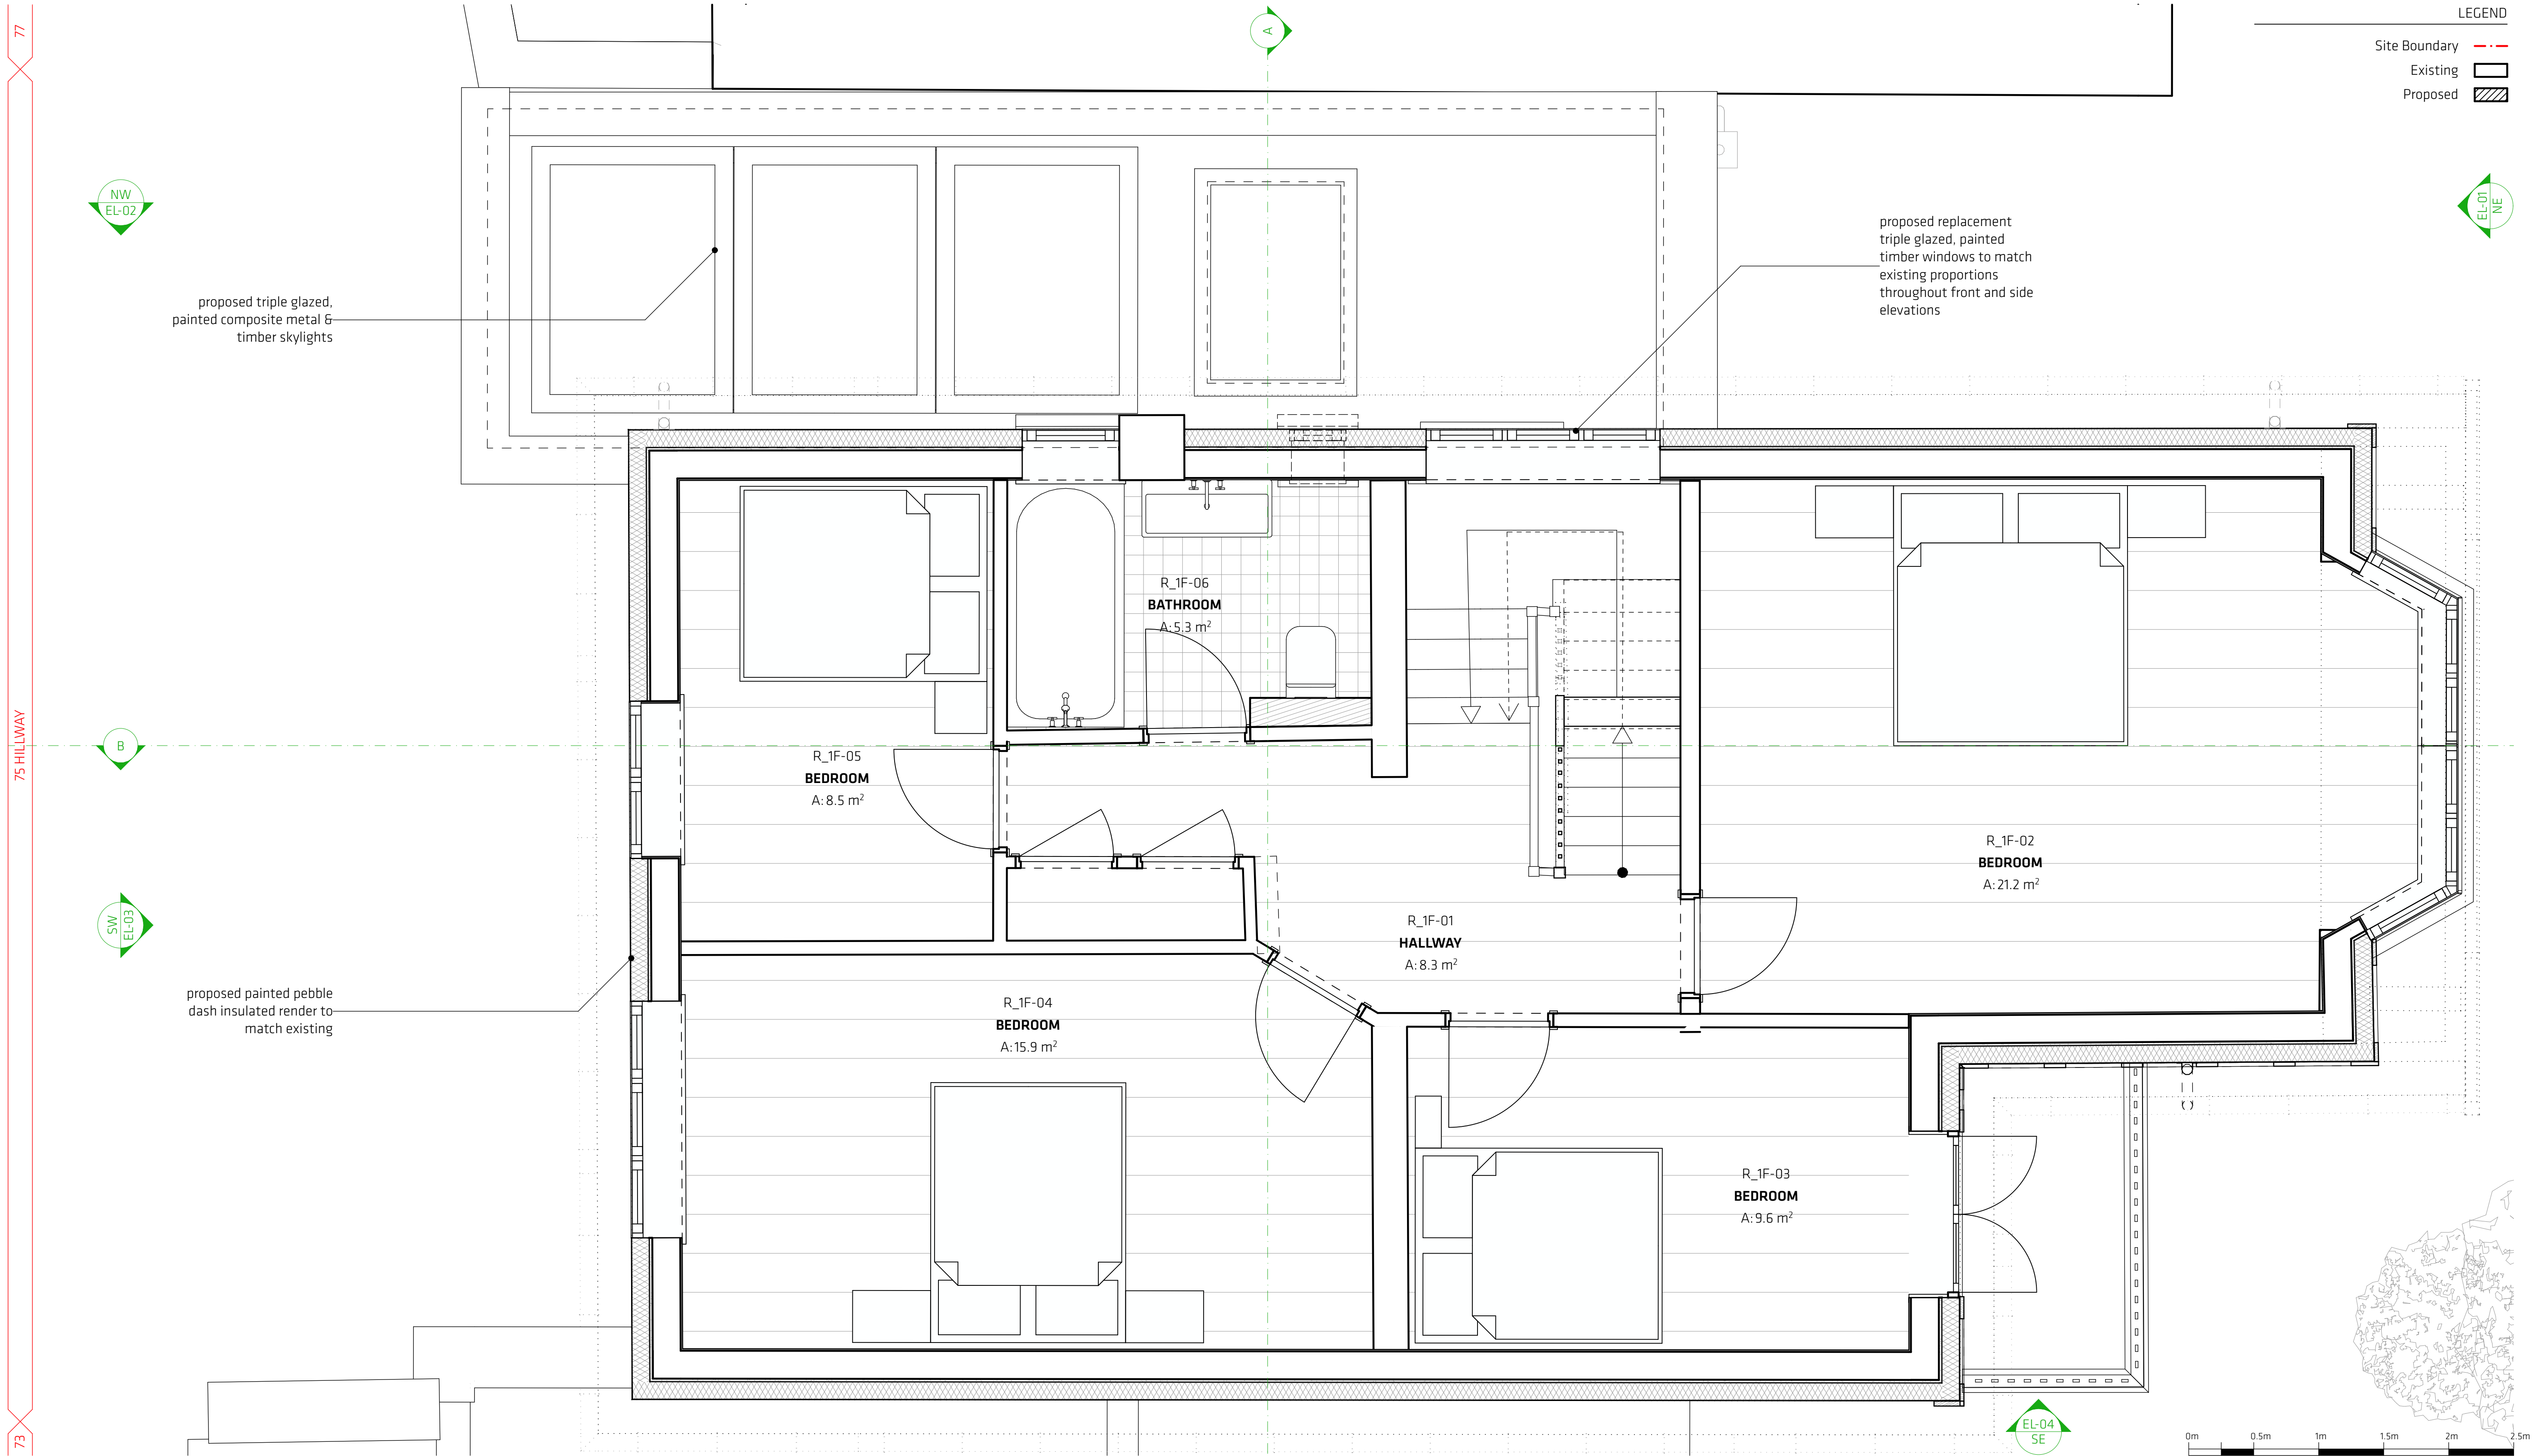 77
A
LEGEND
Site Boundary
Existing
Proposed
NW
EL-02
EL-01
NE
proposed replacement
triple glazed, painted
timber windows to match
existing proportions
throughout front and side
elevations
proposed triple glazed,
painted composite metal &
timber skylights
R_1F-06
BATHROOM
A: 5.3 m²
75 HILLWAY
B
R_1F-05
BEDROOM
A: 8.5 m²
R_1F-02
BEDROOM
A: 21.2 m²
SW
EL-03
R_1F-01
HALLWAY
A: 8.3 m²
proposed painted pebble
dash insulated render to
match existing
R_1F-04
BEDROOM
A: 15.9 m²
R_1F-03
BEDROOM
A: 9.6 m²
EL-04
SE
73
0m
0.5m
1m
1.5m
2m
2.5m